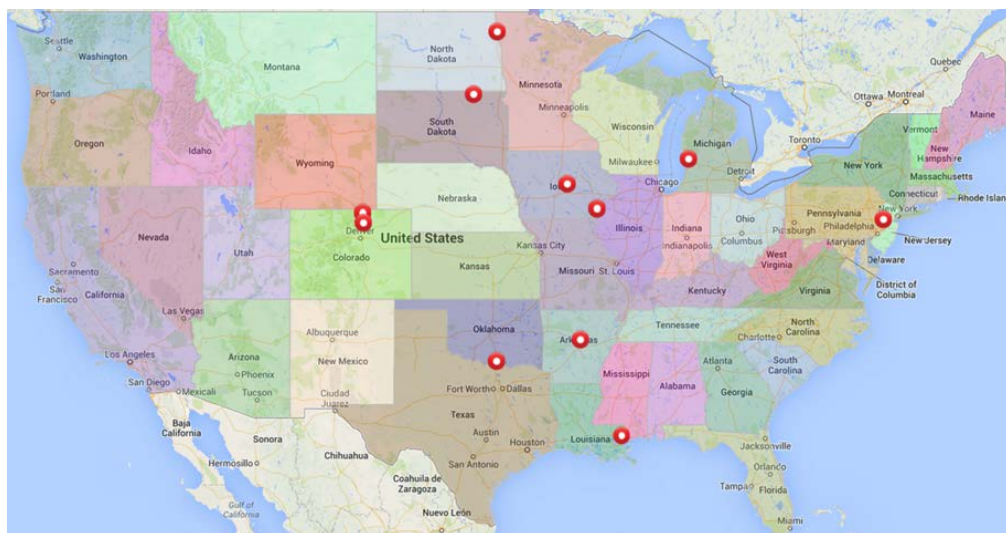 Seattle
Washington
Portland
Oregon
Idaho
Montana
North
Dakota
South
Dakota
Minnesota
Minneapolis
Wisconsin
Milwaukee
Michigan
Detroit
Chicago
Toronto
Ottawa
Montreal
Quebec
Maine
Vermont
New
Hampshire
Massachusetts
Rhode Island
Connecticut
New York
New York
New Jersey
Pennsylvania
Philadelphia
Pittsburgh
Maryland
Delaware
District of
Columbia
West
Virginia
Virginia
Ohio
Columbus
Indiana
Indianapolis
Illinois
Wyoming
Nebraska
United States
Denver
Colorado
Kansas
Kansas City
Missouri
St. Louis
Kentucky
Tennessee
North
Carolina
Charlotte
South
Carolina
Atlanta
Georgia
Alabama
Mississippi
Louisiana
Oklahoma
Nevada
Utah
Sacramento
San
Francisco
California
Las Vegas
Los Angeles
San Diego
Mexicali
Arizona
Phoenix
Tucson
Albuquerque
New Mexico
Ciudad
Juarez
Fort Worth
Dallas
Texas
Austin
Houston
San Antonio
Jacksonville
Orlando
Tampa
Florida
Miami
Baja
California
Sonora
Hermosillo
Chihuahua
Coahuila de
Zaragoza
Nuevo León
Gulf of
California